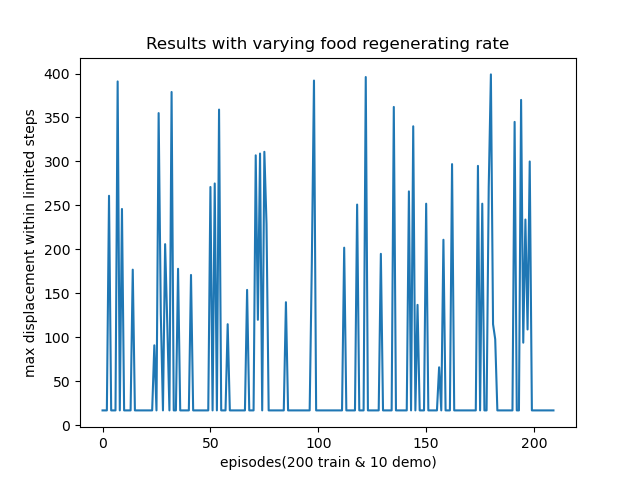 Results with varying food regenerating rate
max displacement within limited steps
400
350
300
250
200
150
100
50
0
0 50 100 150 200
episodes(200 train & 10 demo)